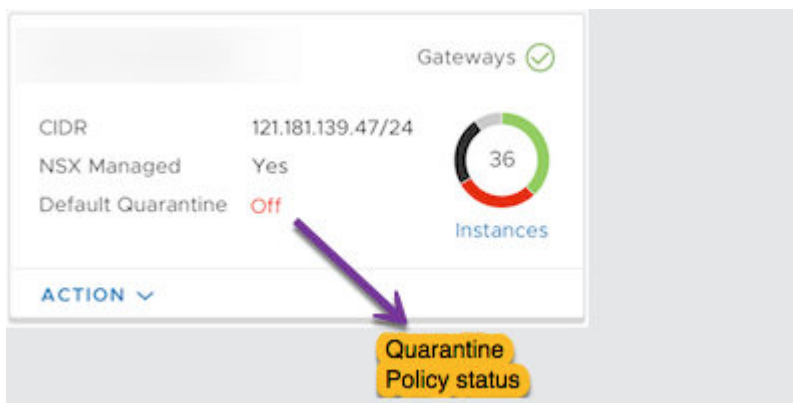 Gateways
CIDR 121.181.139.47/24
NSX Managed Yes
36
Default Quarantine Off
Instances
ACTION
Quarantine
Policy status